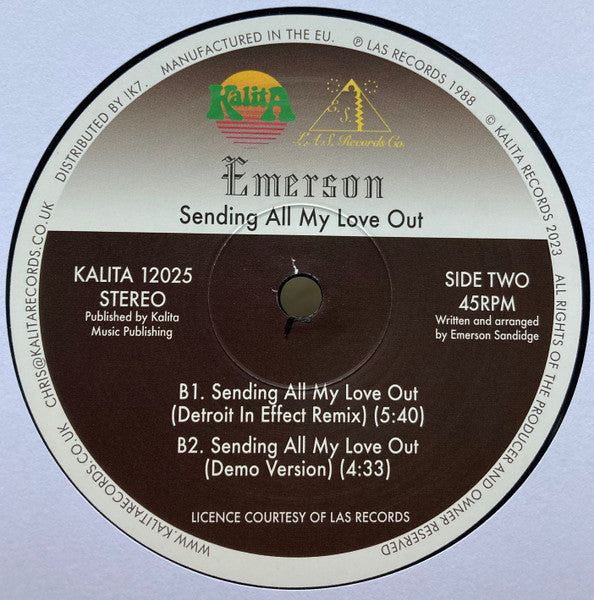 WWW.KALITARECORDS.CO.UK CHRIS@KALITARECORDS.CO.UK DISTRIBUTED BY !K7. MANUFACTURED IN THE EU. Ⓟ LAS RECORDS 1988 © KALITA RECORDS 2023 ALL RIGHTS OF THE PRODUCER AND OWNER RESERVED
KalitA
L.A.S. Records Co.
Emerson
Sending All My Love Out
KALITA 12025
STEREO
Published by Kalita
Music Publishing
SIDE TWO
45RPM
Written and arranged
by Emerson Sandidge
B1. Sending All My Love Out
(Detroit In Effect Remix) (5:40)
B2. Sending All My Love Out
(Demo Version) (4:33)
LICENCE COURTESY OF LAS RECORDS